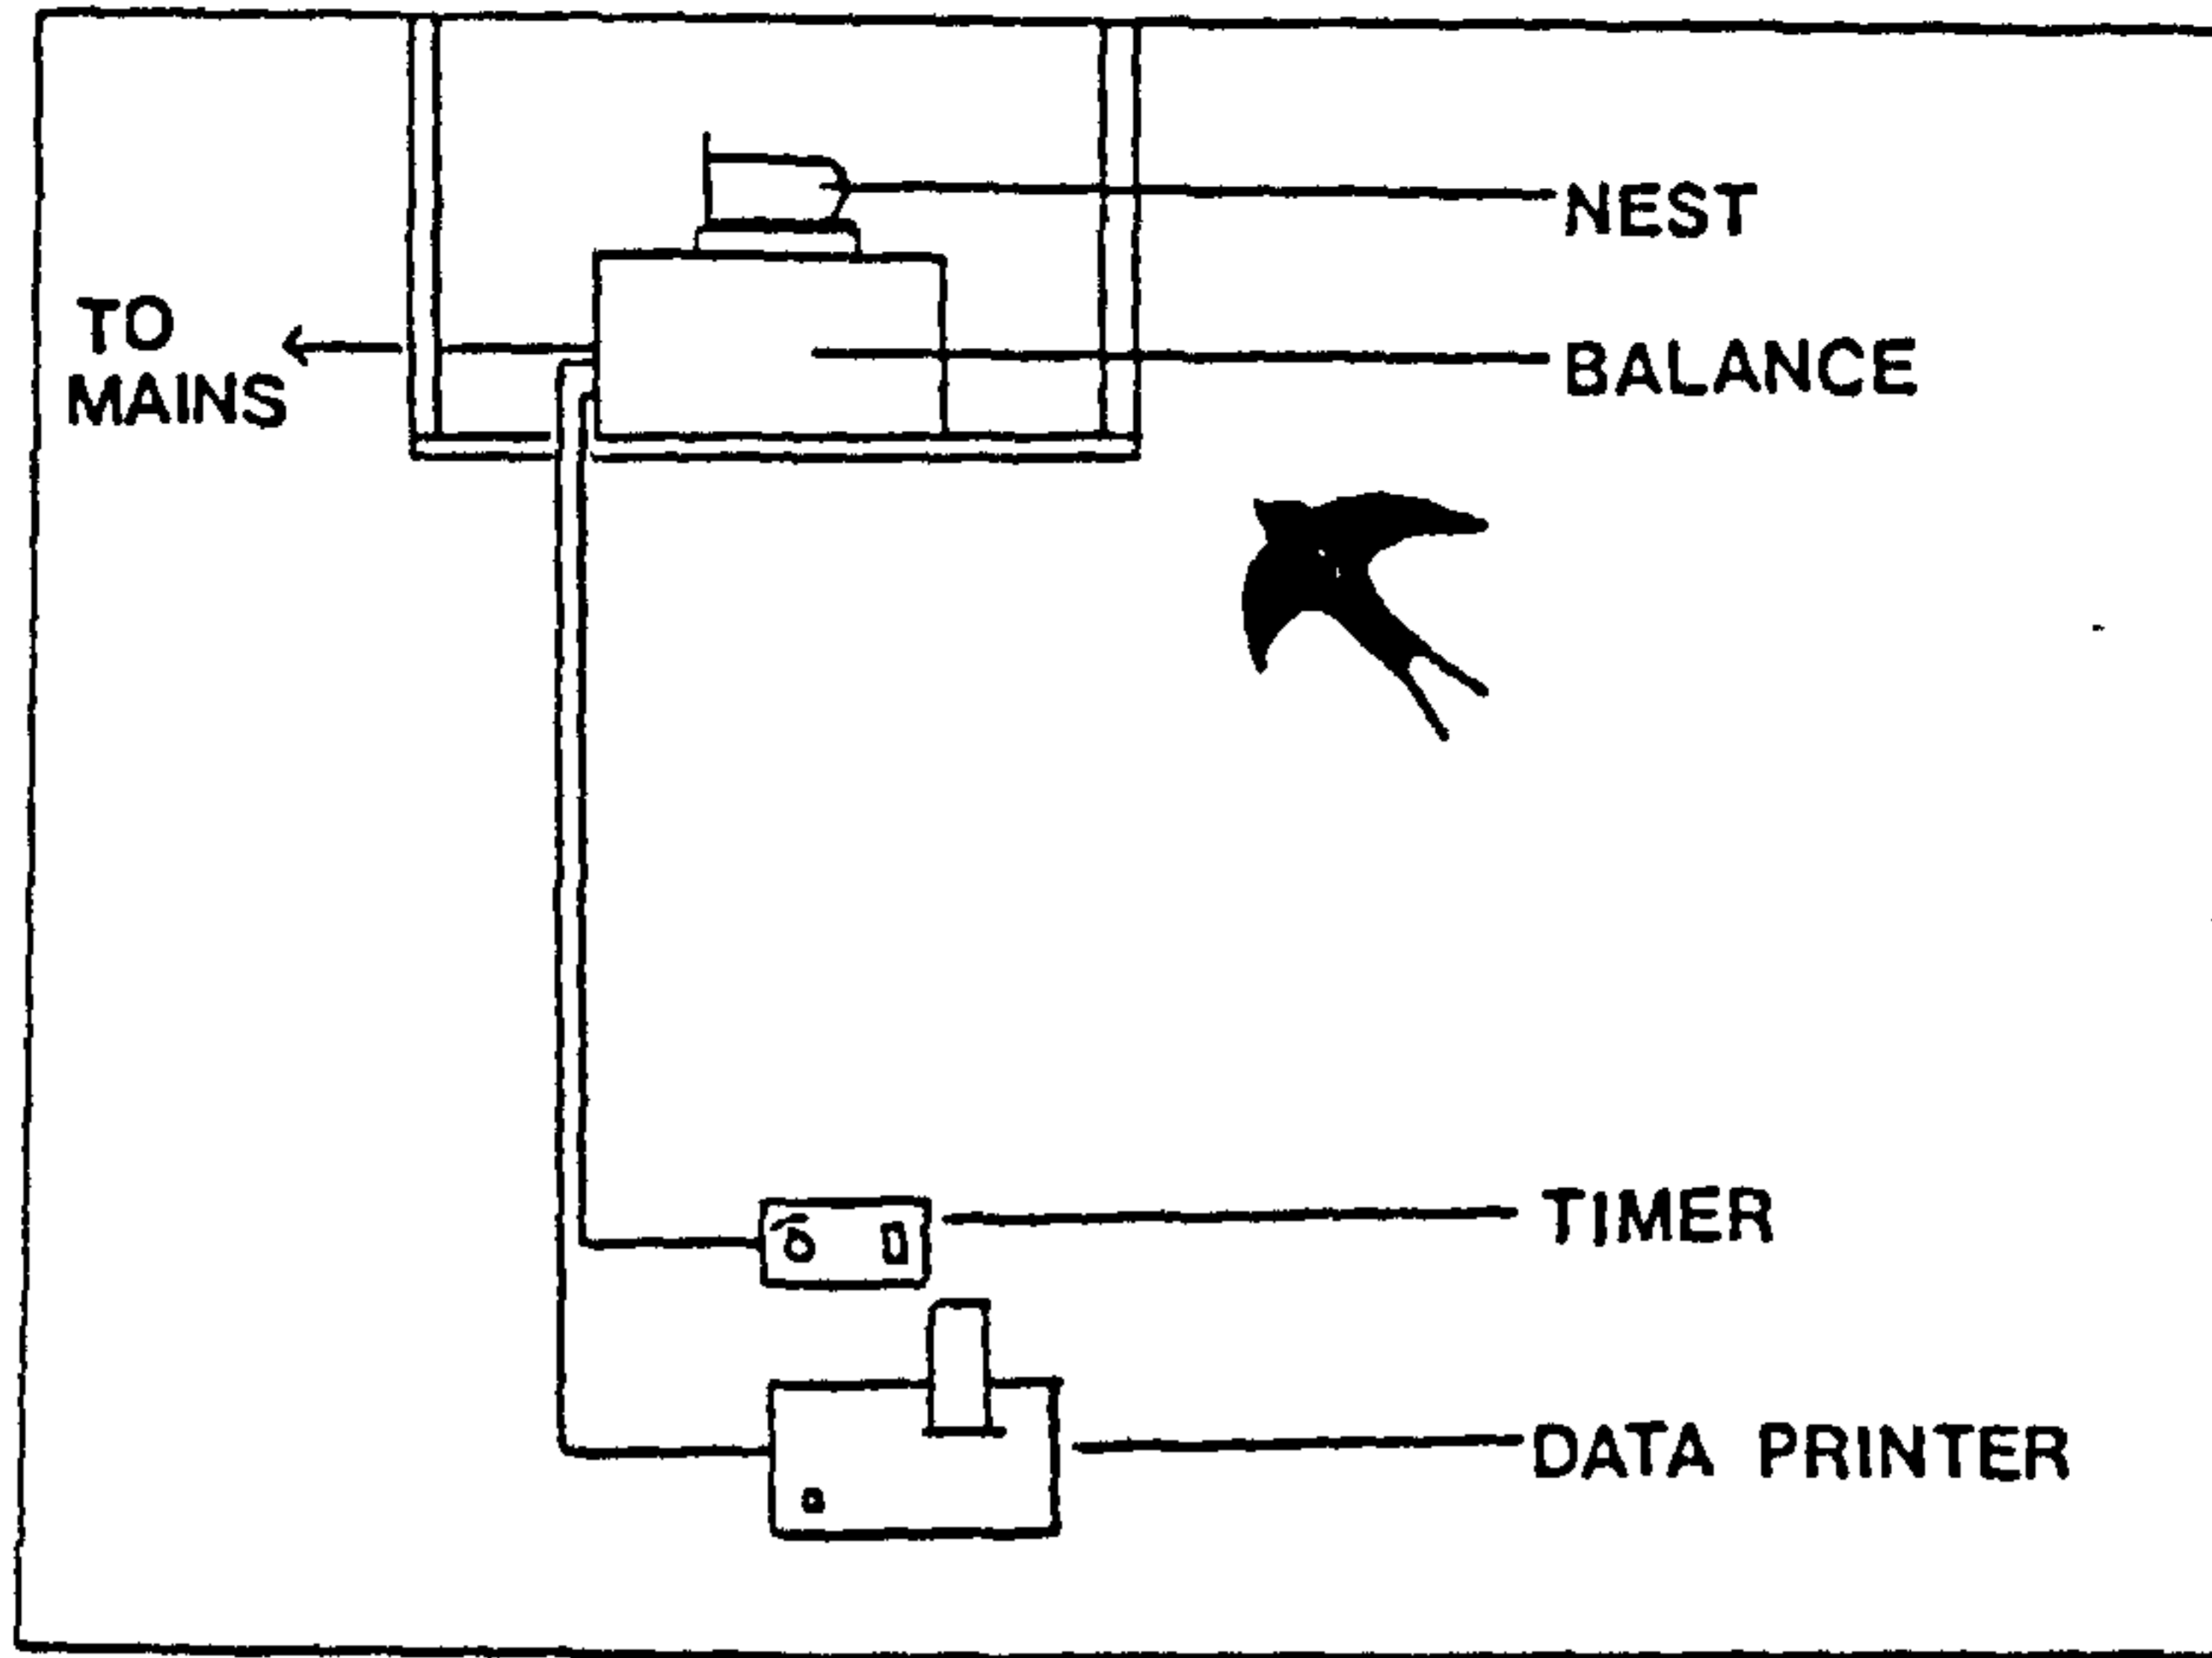 NEST
TO
MAINS
BALANCE
TIMER
DATA PRINTER